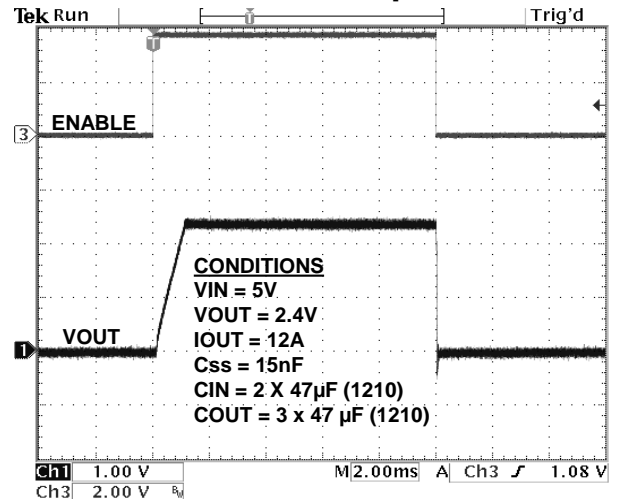 Tek Run Trig'd
T T
3 ENABLE
CONDITIONS
VIN = 5V
VOUT = 2.4V
1 VOUT
IOUT = 12A
Css = 15nF
CIN = 2 X 47µF (1210)
COUT = 3 x 47 µF (1210)
Ch1 1.00 V M 2.00ms A Ch3 1.08 V
Ch3 2.00 V BW